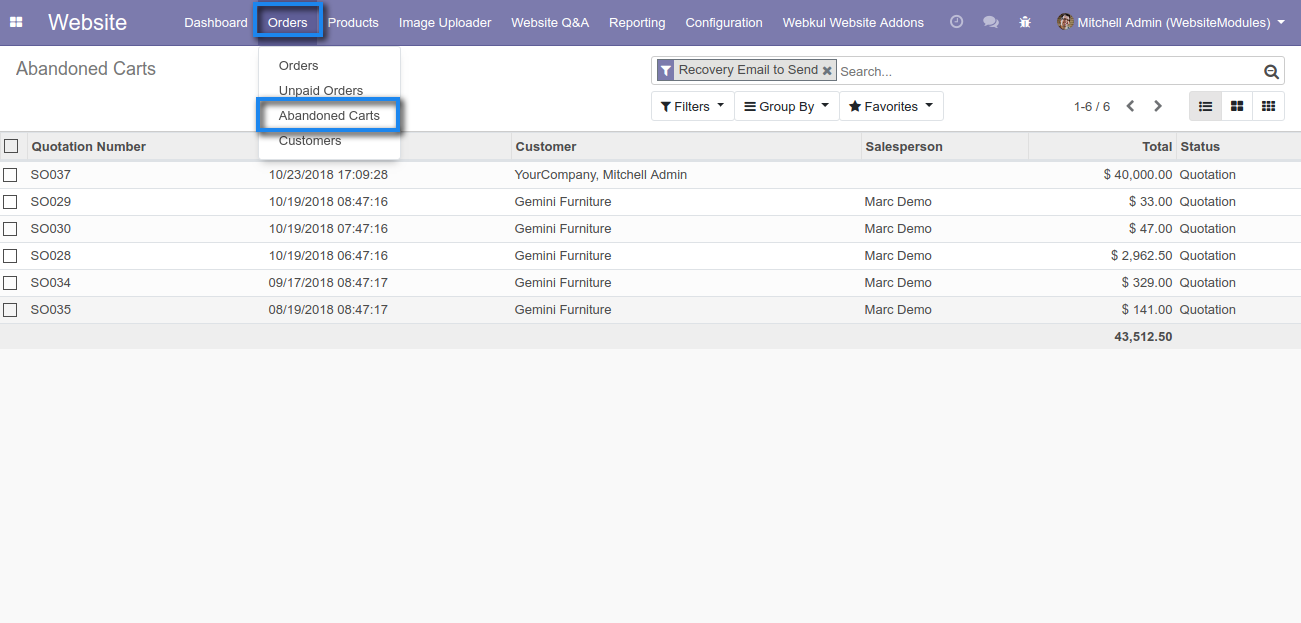 Website Dashboard Orders Products Image Uploader Website Q&A Reporting Configuration Webkul Website Addons Mitchell Admin (WebsiteModules)
Abandoned Carts
Recovery Email to Send Search...
Filters Group By Favorites 1-6 / 6
Orders
Unpaid Orders
Abandoned Carts
Customers
Quotation Number Customer Salesperson Total Status
SO037 10/23/2018 17:09:28 YourCompany, Mitchell Admin $ 40,000.00 Quotation
SO029 10/19/2018 08:47:16 Gemini Furniture Marc Demo $ 33.00 Quotation
SO030 10/19/2018 07:47:16 Gemini Furniture Marc Demo $ 47.00 Quotation
SO028 10/19/2018 06:47:16 Gemini Furniture Marc Demo $ 2,962.50 Quotation
SO034 09/17/2018 08:47:17 Gemini Furniture Marc Demo $ 329.00 Quotation
SO035 08/19/2018 08:47:17 Gemini Furniture Marc Demo $ 141.00 Quotation
43,512.50